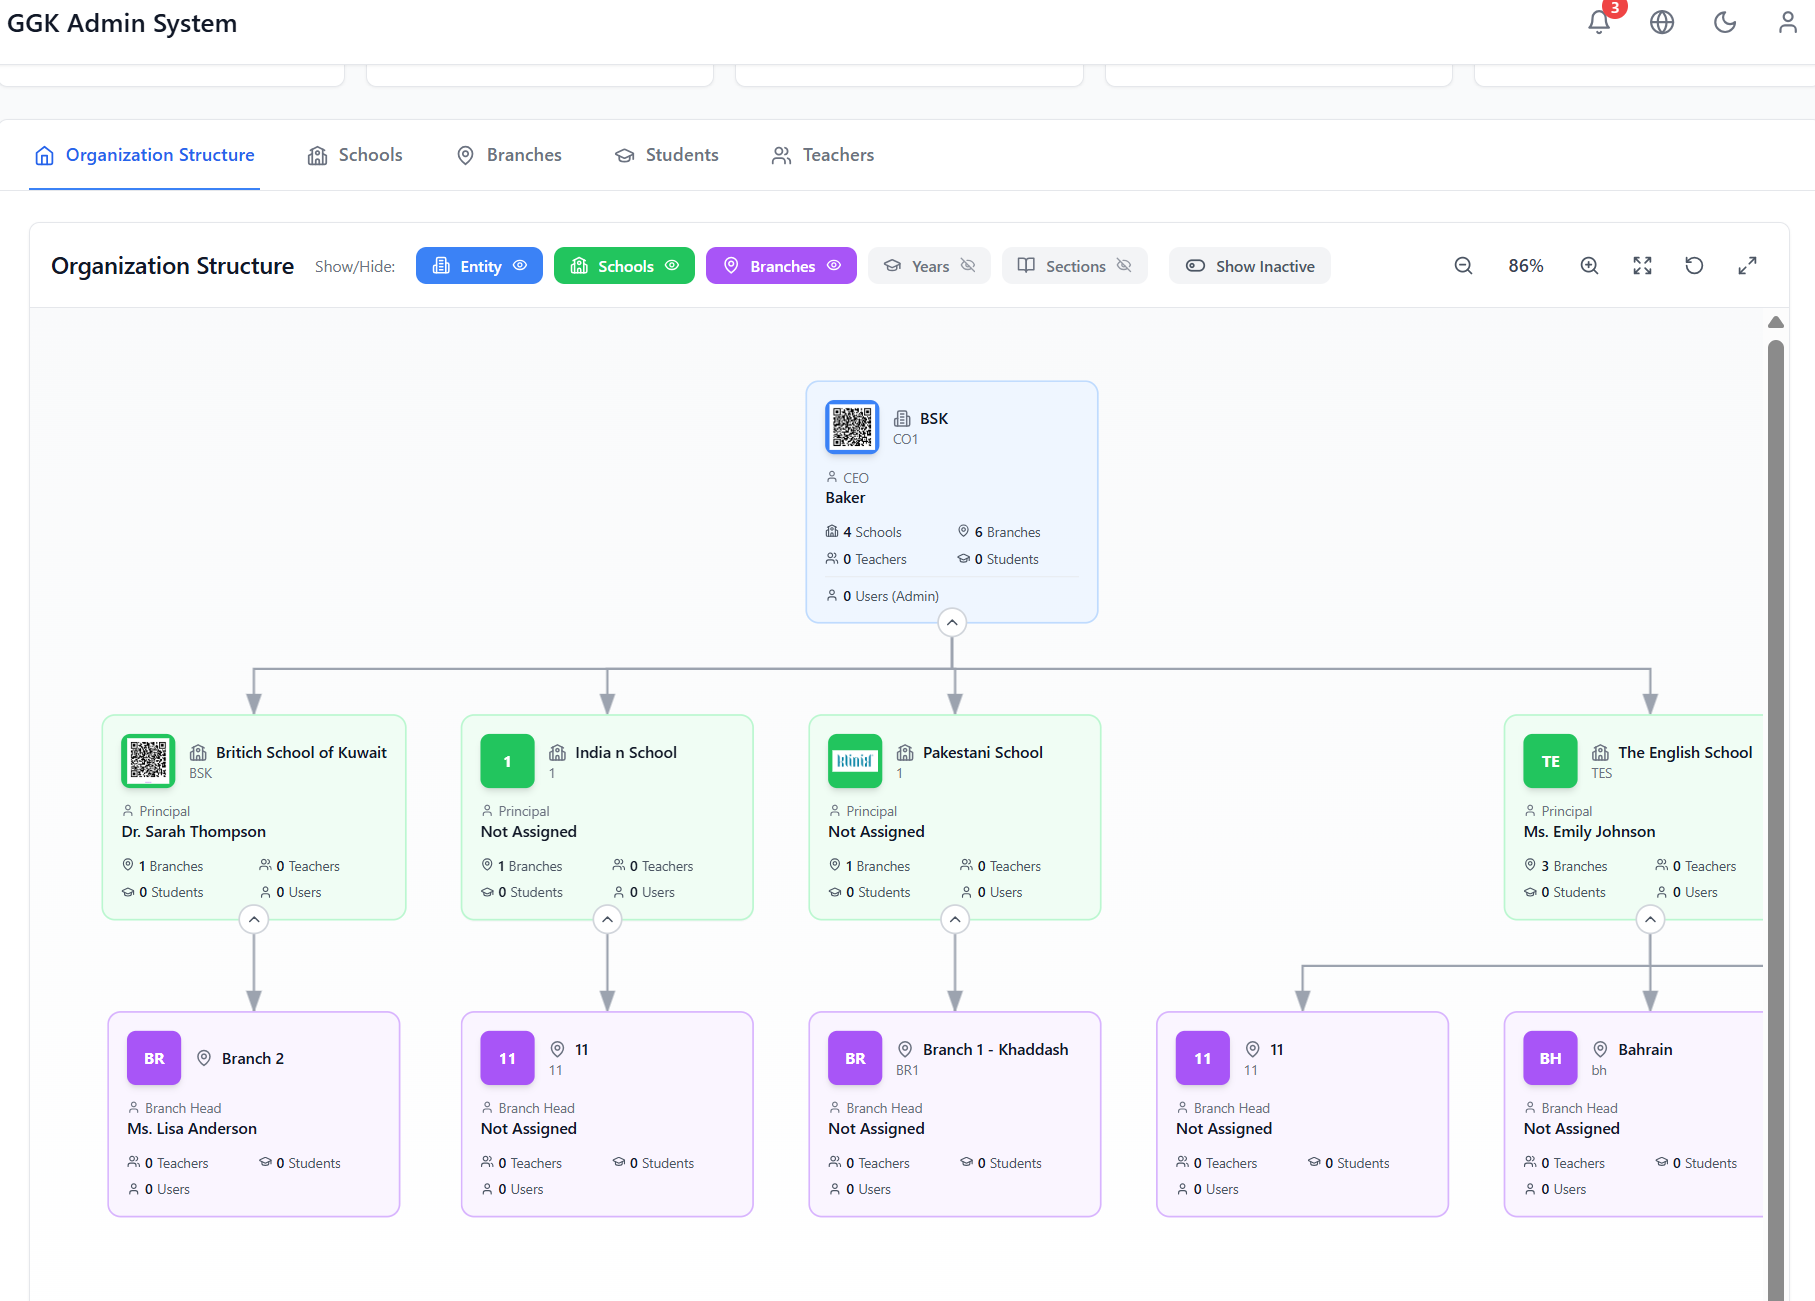 GGK Admin System
3
Organization Structure
Schools
Branches
Students
Teachers
Organization Structure
Show/Hide:
Entity
Schools
Branches
Years
Sections
Show Inactive
86%
BSK
CO1
CEO
Baker
4 Schools
6 Branches
0 Teachers
0 Students
0 Users (Admin)
Britich School of Kuwait
BSK
Principal
Dr. Sarah Thompson
1 Branches
0 Teachers
0 Students
0 Users
1
India n School
1
Principal
Not Assigned
1 Branches
0 Teachers
0 Students
0 Users
Pakestani School
1
Principal
Not Assigned
1 Branches
0 Teachers
0 Students
0 Users
TE
The English School
TES
Principal
Ms. Emily Johnson
3 Branches
0 Teachers
0 Students
0 Users
BR
Branch 2
Branch Head
Ms. Lisa Anderson
0 Teachers
0 Students
0 Users
11
11
11
Branch Head
Not Assigned
0 Teachers
0 Students
0 Users
BR
Branch 1 - Khaddash
BR1
Branch Head
Not Assigned
0 Teachers
0 Students
0 Users
11
11
11
Branch Head
Not Assigned
0 Teachers
0 Students
0 Users
BH
Bahrain
bh
Branch Head
Not Assigned
0 Teachers
0 Students
0 Users